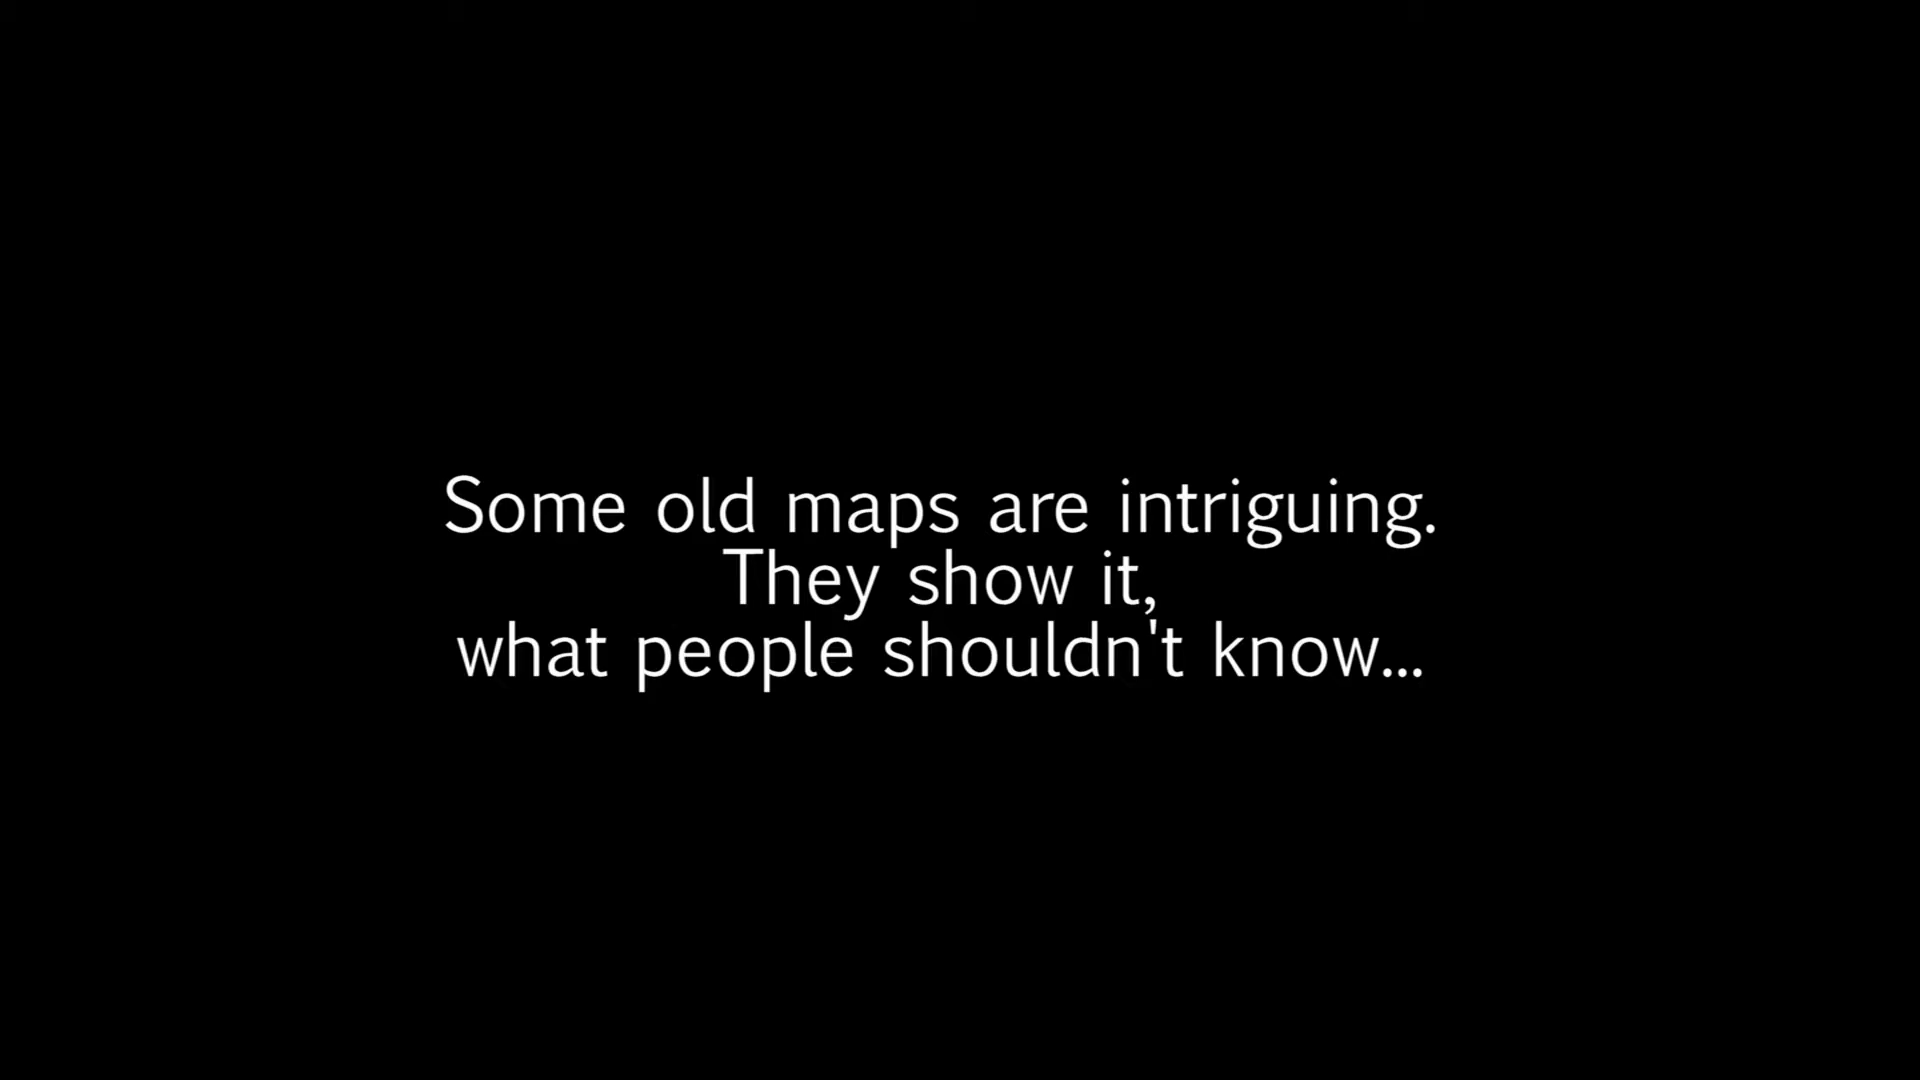 Some old maps are intriguing.
They show it,
what people shouldn't know...